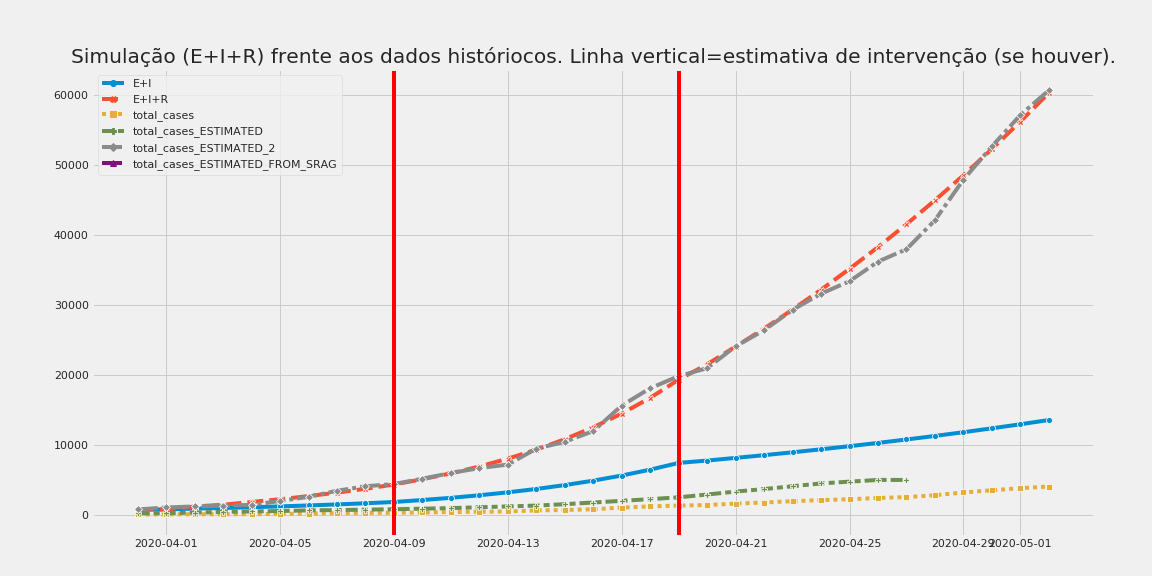 Simulação (E+I+R) frente aos dados históriocos. Linha vertical=estimativa de intervenção (se houver).
E+I
E+I+R
total_cases
total_cases_ESTIMATED
total_cases_ESTIMATED_2
total_cases_ESTIMATED_FROM_SRAG
60000
50000
40000
30000
20000
10000
0
2020-04-01 2020-04-05 2020-04-09 2020-04-13 2020-04-17 2020-04-21 2020-04-25 2020-04-29 2020-05-01